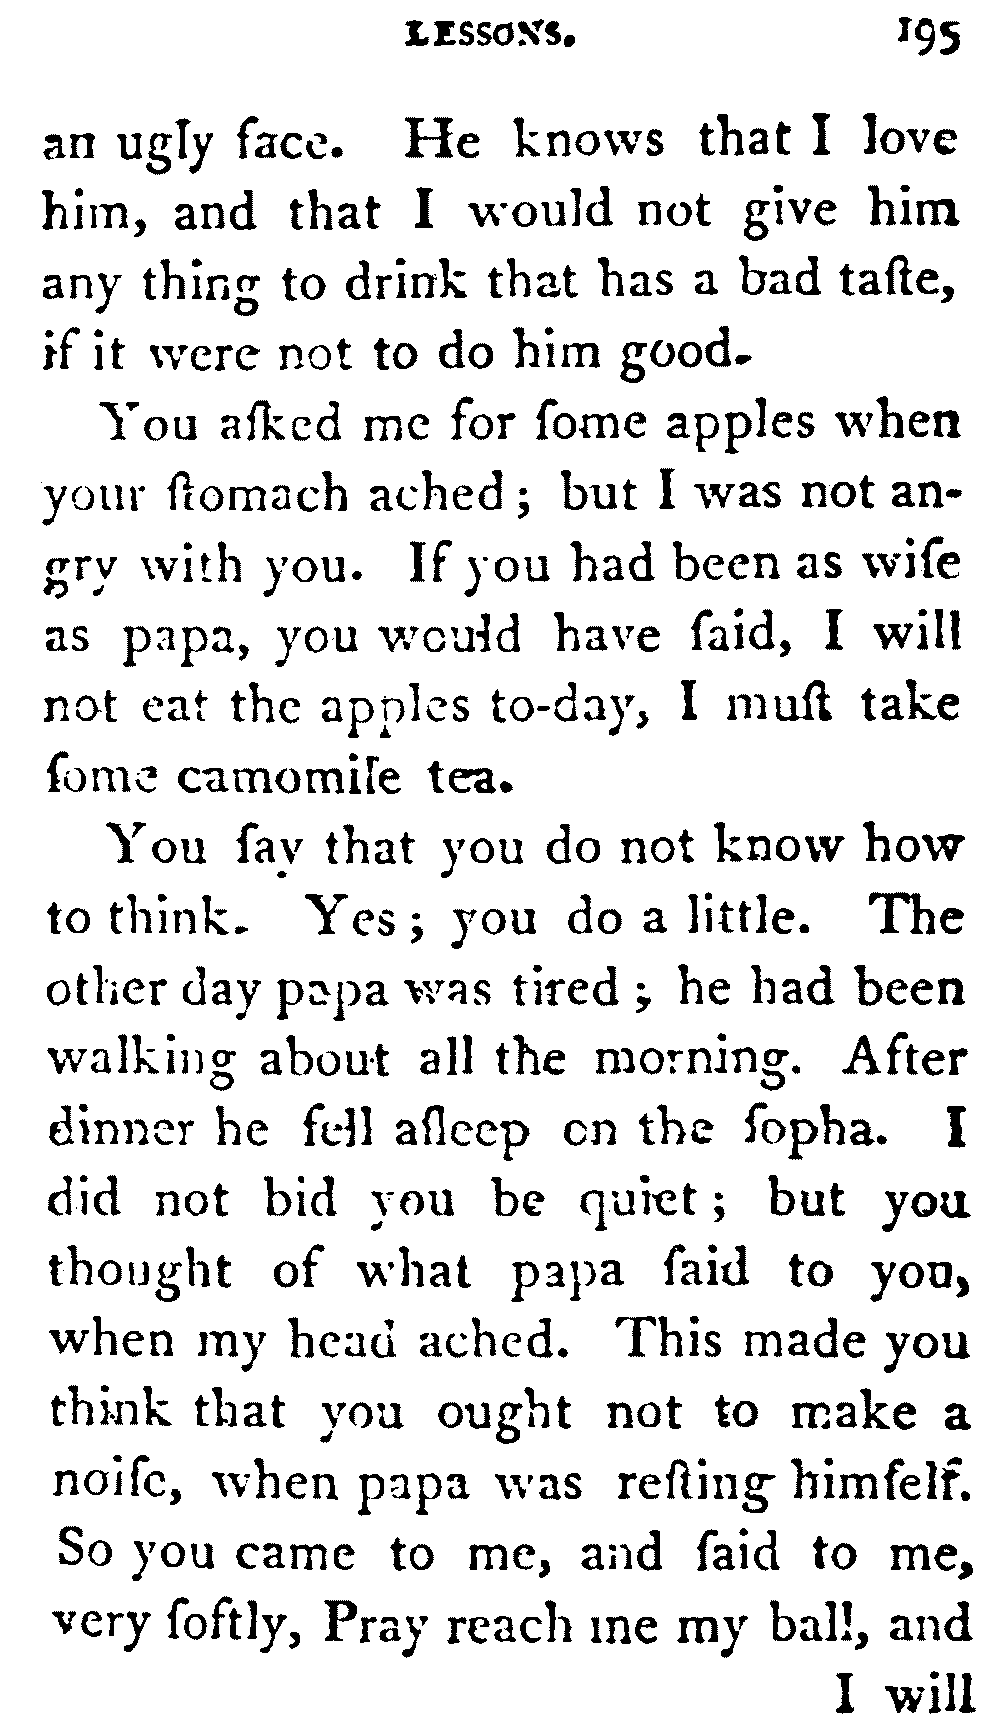 LESSONS. 195
an ugly face. He knows that I love
him, and that I would not give him
any thing to drink that has a bad taſte,
if it were not to do him good.
You aſked me for ſome apples when
your ſtomach ached; but I was not an-
gry with you. If you had been as wiſe
as papa, you would have ſaid, I will
not eat the apples to-day, I muſt take
ſome camomile tea.
You ſay that you do not know how
to think. Yes; you do a little. The
other day papa was tired; he had been
walking about all the morning. After
dinner he fell aſleep on the ſopha. I
did not bid you be quiet; but you
thought of what papa ſaid to you,
when my head ached. This made you
think that you ought not to make a
noiſe, when papa was reſting himſelf.
So you came to me, and ſaid to me,
very ſoftly, Pray reach me my ball, and
I will